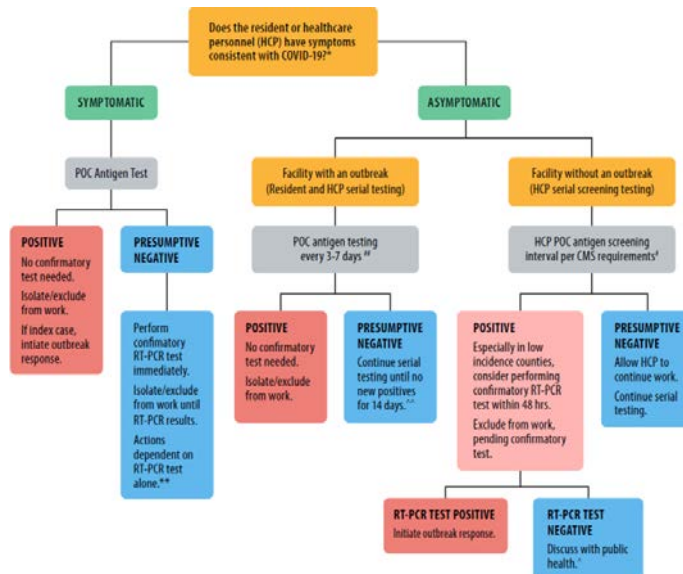 Does the resident or healthcare
personnel (HCP) have symptoms
consistent with COVID-19?*
SYMPTOMATIC
ASYMPTOMATIC
POC Antigen Test
Facility with an outbreak
(Resident and HCP serial testing)
Facility without an outbreak
(HCP serial screening testing)
POSITIVE
No confirmatory
test needed.
Isolate/exclude
from work.
If index case,
intiate outbreak
response.
PRESUMPTIVE
NEGATIVE
Perform
confimatory
RT-PCR test
immediately.
Isolate/exclude
from work until
RT-PCR results.
Actions
dependent on
RT-PCR test
alone.**
POC antigen testing
every 3-7 days ##
HCP POC antigen screening
interval per CMS requirements#
POSITIVE
No confirmatory
test needed.
Isolate/exclude
from work.
PRESUMPTIVE
NEGATIVE
Continue serial
testing until no
new positives
for 14 days.^^
POSITIVE
Especially in low
incidence counties,
consider performing
confirmatory RT-PCR
test within 48 hrs.
Exclude from work,
pending confirmatory
test.
PRESUMPTIVE
NEGATIVE
Allow HCP to
continue work.
Continue serial
testing.
RT-PCR TEST POSITIVE
Initiate outbreak response.
RT-PCR TEST
NEGATIVE
Discuss with public
health.^